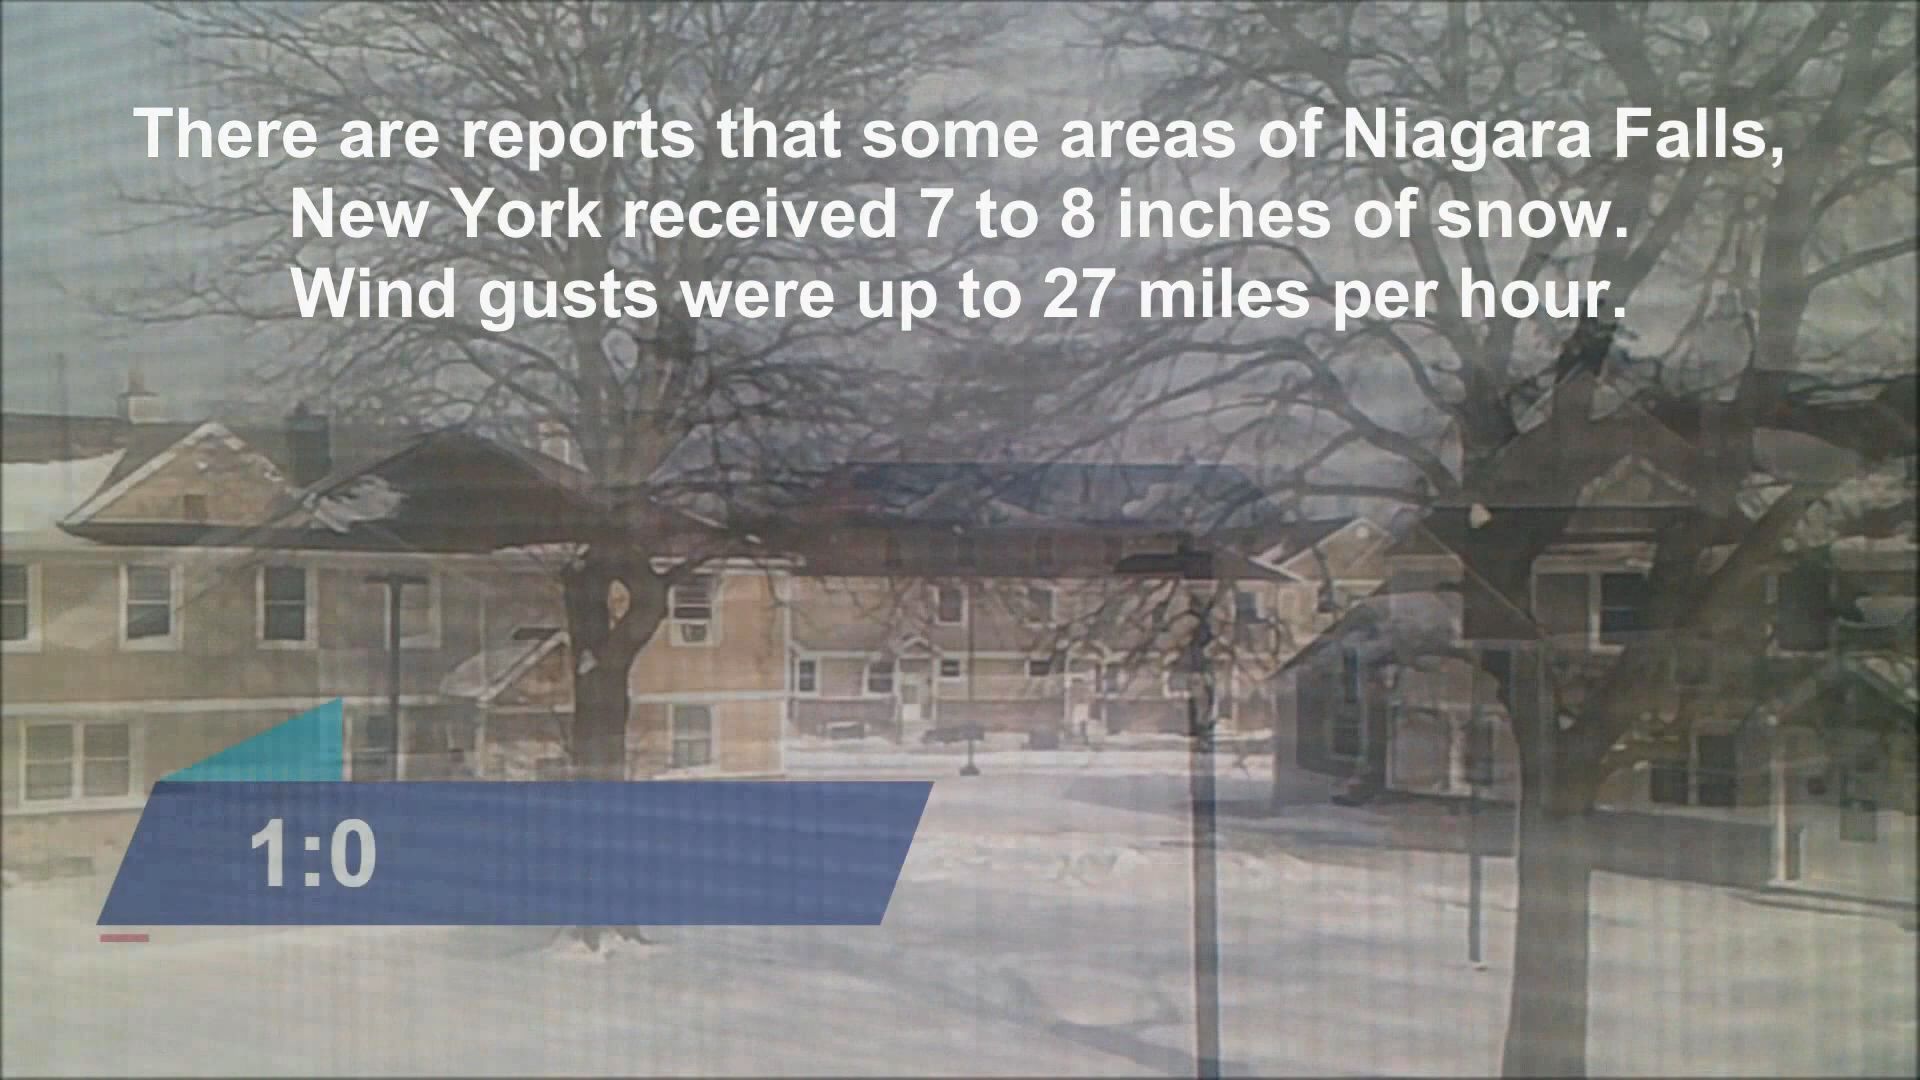 There are reports that some areas of Niagara Falls,
New York received 7 to 8 inches of snow.
Wind gusts were up to 27 miles per hour.
1:0